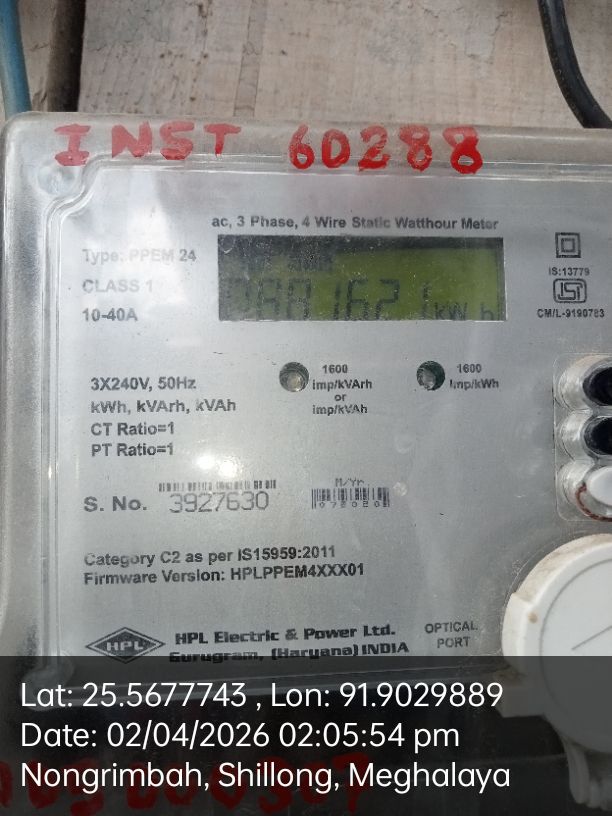 INST 60288
ac, 3 Phase, 4 Wire Static Watthour Meter
Type: PPEM 24
CLASS 1
10-40A
kW h
IS:13779
ISI
CM/L-9190783
3X240V, 50Hz
kWh, kVArh, kVAh
CT Ratio=1
PT Ratio=1
1600
imp/kVArh
or
imp/kVAh
1600
imp/kWh
S. No. 3927630
M/Yr
072020
Category C2 as per IS15959:2011
Firmware Version: HPLPPEM4XXX01
HPL
HPL Electric & Power Ltd.
Gurugram, (Haryana) INDIA
OPTICAL
PORT
Lat: 25.5677743 , Lon: 91.9029889
Date: 02/04/2026 02:05:54 pm
Nongrimbah, Shillong, Meghalaya